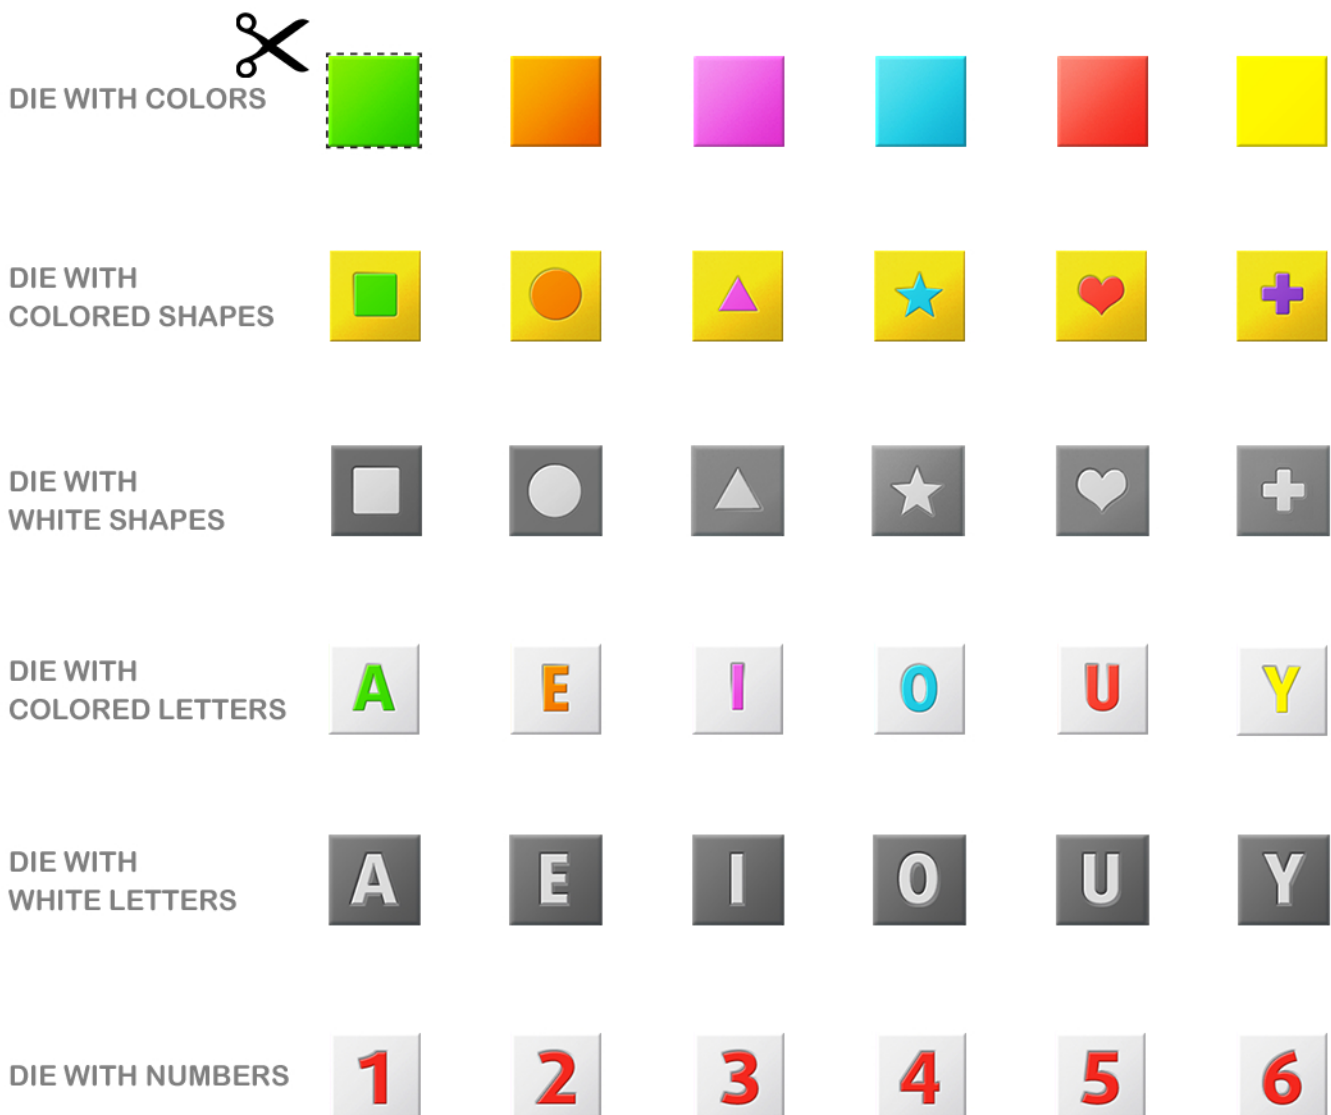 DIE WITH COLORS
DIE WITH
COLORED SHAPES
DIE WITH
WHITE SHAPES
DIE WITH
COLORED LETTERS
A E I O U Y
DIE WITH
WHITE LETTERS
A E I O U Y
DIE WITH NUMBERS
1 2 3 4 5 6